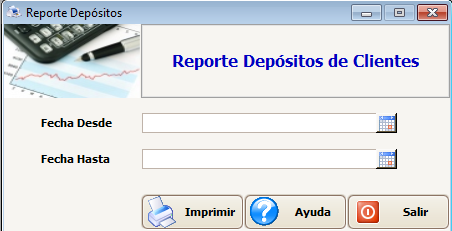 Reporte Depósitos
Reporte Depósitos de Clientes
Fecha Desde
Fecha Hasta
Imprimir
Ayuda
Salir